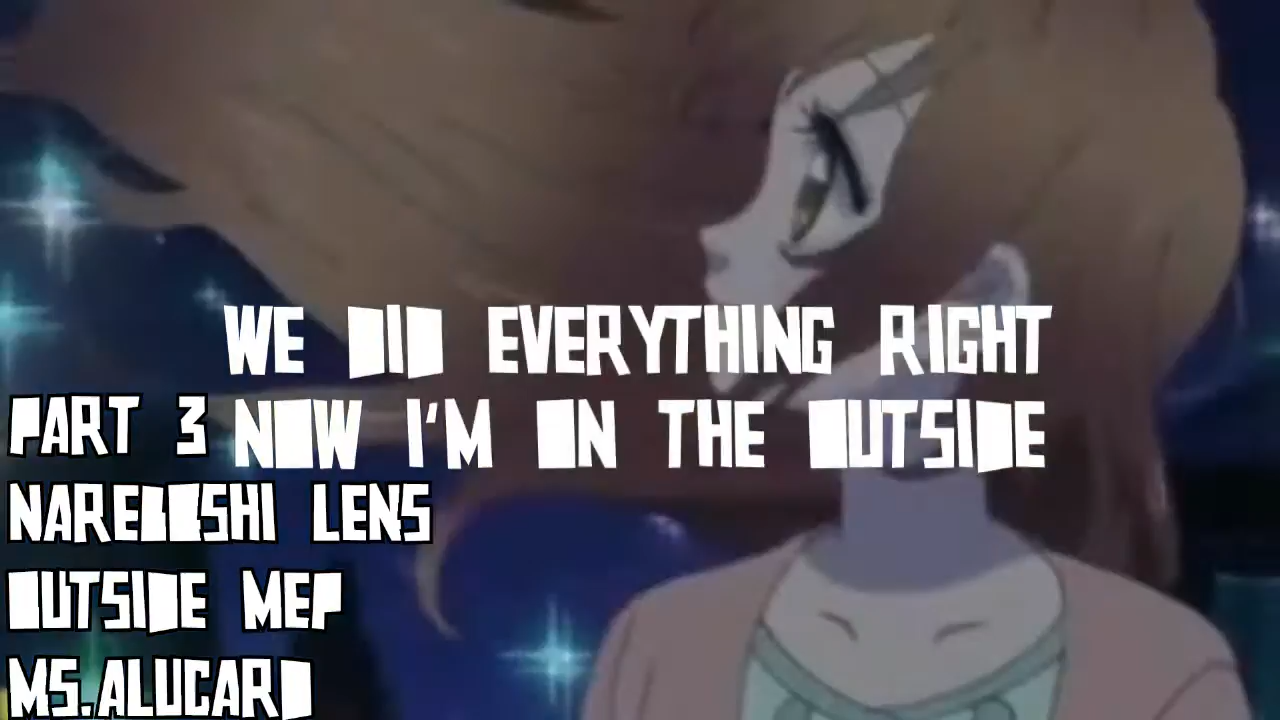 WE DID EVERYTHING RIGHT
NOW I'M ON THE OUTSIDE
PART 3
LENS
OUTSIDE MEP
MS.ALUCARD